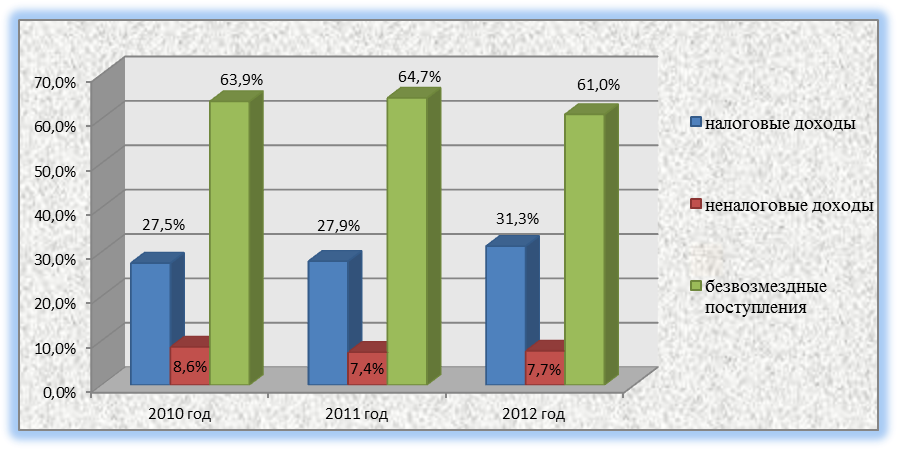 70,0%
60,0%
50,0%
40,0%
30,0%
20,0%
10,0%
0,0%
63,9%
64,7%
61,0%
27,5%
27,9%
31,3%
8,6%
7,4%
7,7%
2010 год
2011 год
2012 год
налоговые доходы
неналоговые доходы
безвозмездные
поступления